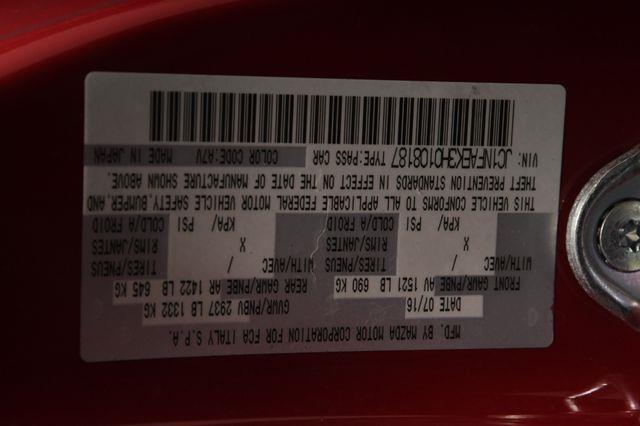 MFD. BY MAZDA MOTOR CORPORATION FOR FCA ITALY S.P.A.
DATE 07/16 GVWR/PNBV 2937 LB 1332 KG
FRONT GAWR/PNBE AV 1521 LB 690 KG REAR GAWR/PNBE AR 1422 LB 645 KG
WITH/AVEC / TIRES/PNEUS WITH/AVEC / TIRES/PNEUS
X RIMS/JANTES X RIMS/JANTES
KPA/ PSI COLD/A FROID KPA/ PSI COLD/A FROID
THIS VEHICLE CONFORMS TO ALL APPLICABLE FEDERAL MOTOR VEHICLE SAFETY, BUMPER, AND
THEFT PREVENTION STANDARDS IN EFFECT ON THE DATE OF MANUFACTURE SHOWN ABOVE.
VIN: JC1NFAEK3H0108187 TYPE:PASS CAR COLOR CODE:A7V MADE IN JAPAN